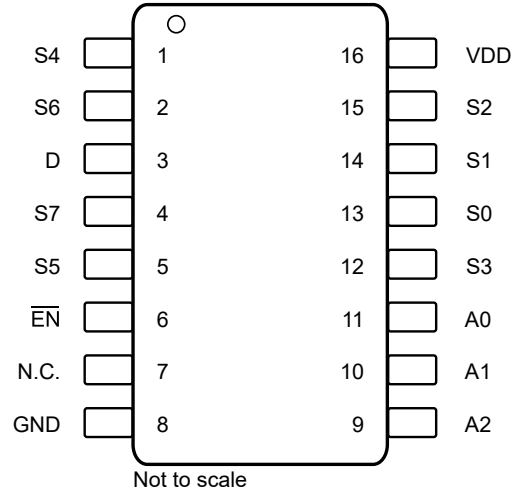 S4 1 16 VDD
S6 2 15 S2
D 3 14 S1
S7 4 13 S0
S5 5 12 S3
EN 6 11 A0
N.C. 7 10 A1
GND 8 9 A2
Not to scale